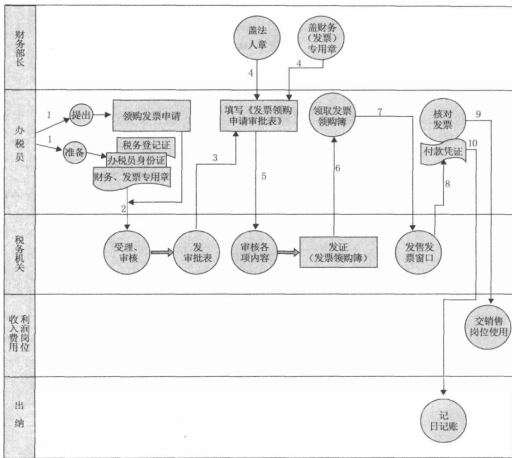 财务部长
盖法
人章
盖财务
(发票)
专用章
4
4
办税员
1
提出
领购发票申请
1
准备
税务登记证
办税员身份证
财务、发票专用章
2
3
填写《发票领购
申请审批表》
5
领取发票
领购簿
6
7
核对
发票
付款凭证
8
9
10
税务机关
受理、
审核
发
审批表
审核各
项内容
发证
(发票领购簿)
发售发
票窗口
收入费用
利润岗位
交销售
岗位使用
出纳
记
日记账